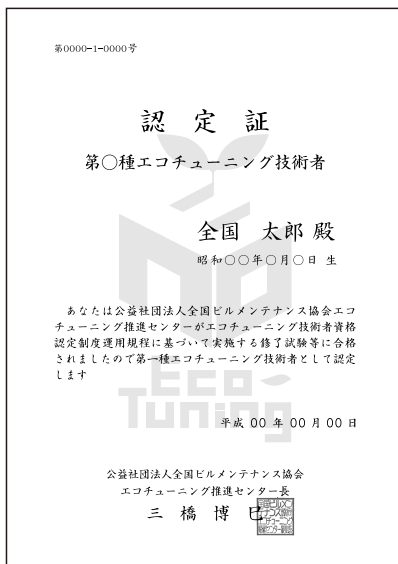 第0000-1-0000号
認 定 証
第〇種エコチューニング技術者
全国 太郎 殿
昭和〇〇年〇月〇日 生
あなたは公益社団法人全国ビルメンテナンス協会エコ
チューニング推進センターがエコチューニング技術者資格
認定制度運用規程に基づいて実施する修了試験等に合格
されましたので第一種エコチューニング技術者として認定
します
Eco
Tuning
平成 00 年 00 月 00 日
公益社団法人全国ビルメンテナンス協会
エコチューニング推進センター長
三 橋 博 巳